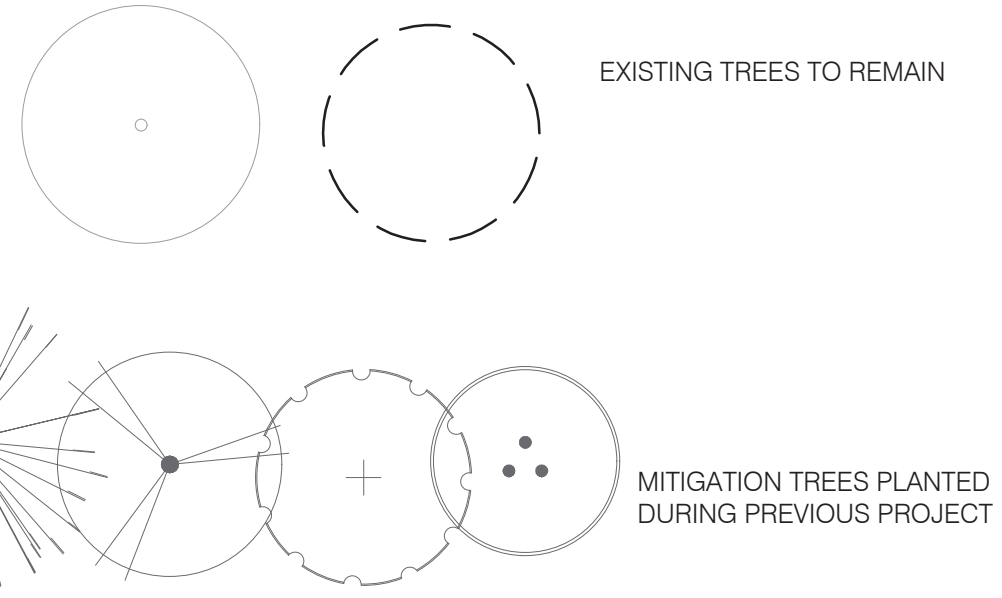 EXISTING TREES TO REMAIN
MITIGATION TREES PLANTED
DURING PREVIOUS PROJECT